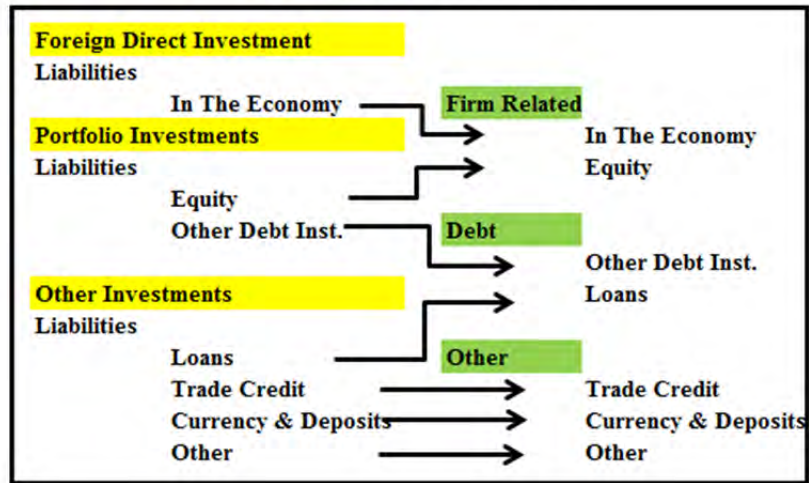 Foreign Direct Investment
Liabilities
In The Economy
Firm Related
Portfolio Investments
In The Economy
Liabilities
Equity
Equity
Other Debt Inst.
Debt
Other Debt Inst.
Other Investments
Loans
Liabilities
Loans
Other
Trade Credit
Trade Credit
Currency & Deposits
Currency & Deposits
Other
Other